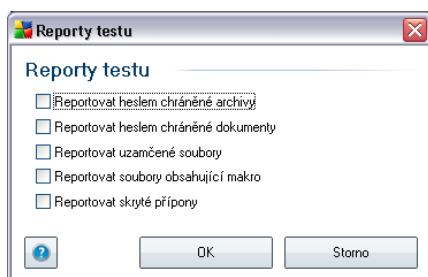 Reporty testu
Reporty testu
Reportovat heslem chráněné archivy
Reportovat heslem chráněné dokumenty
Reportovat uzamčené soubory
Reportovat soubory obsahující makro
Reportovat skryté přípony
?
OK
Storno